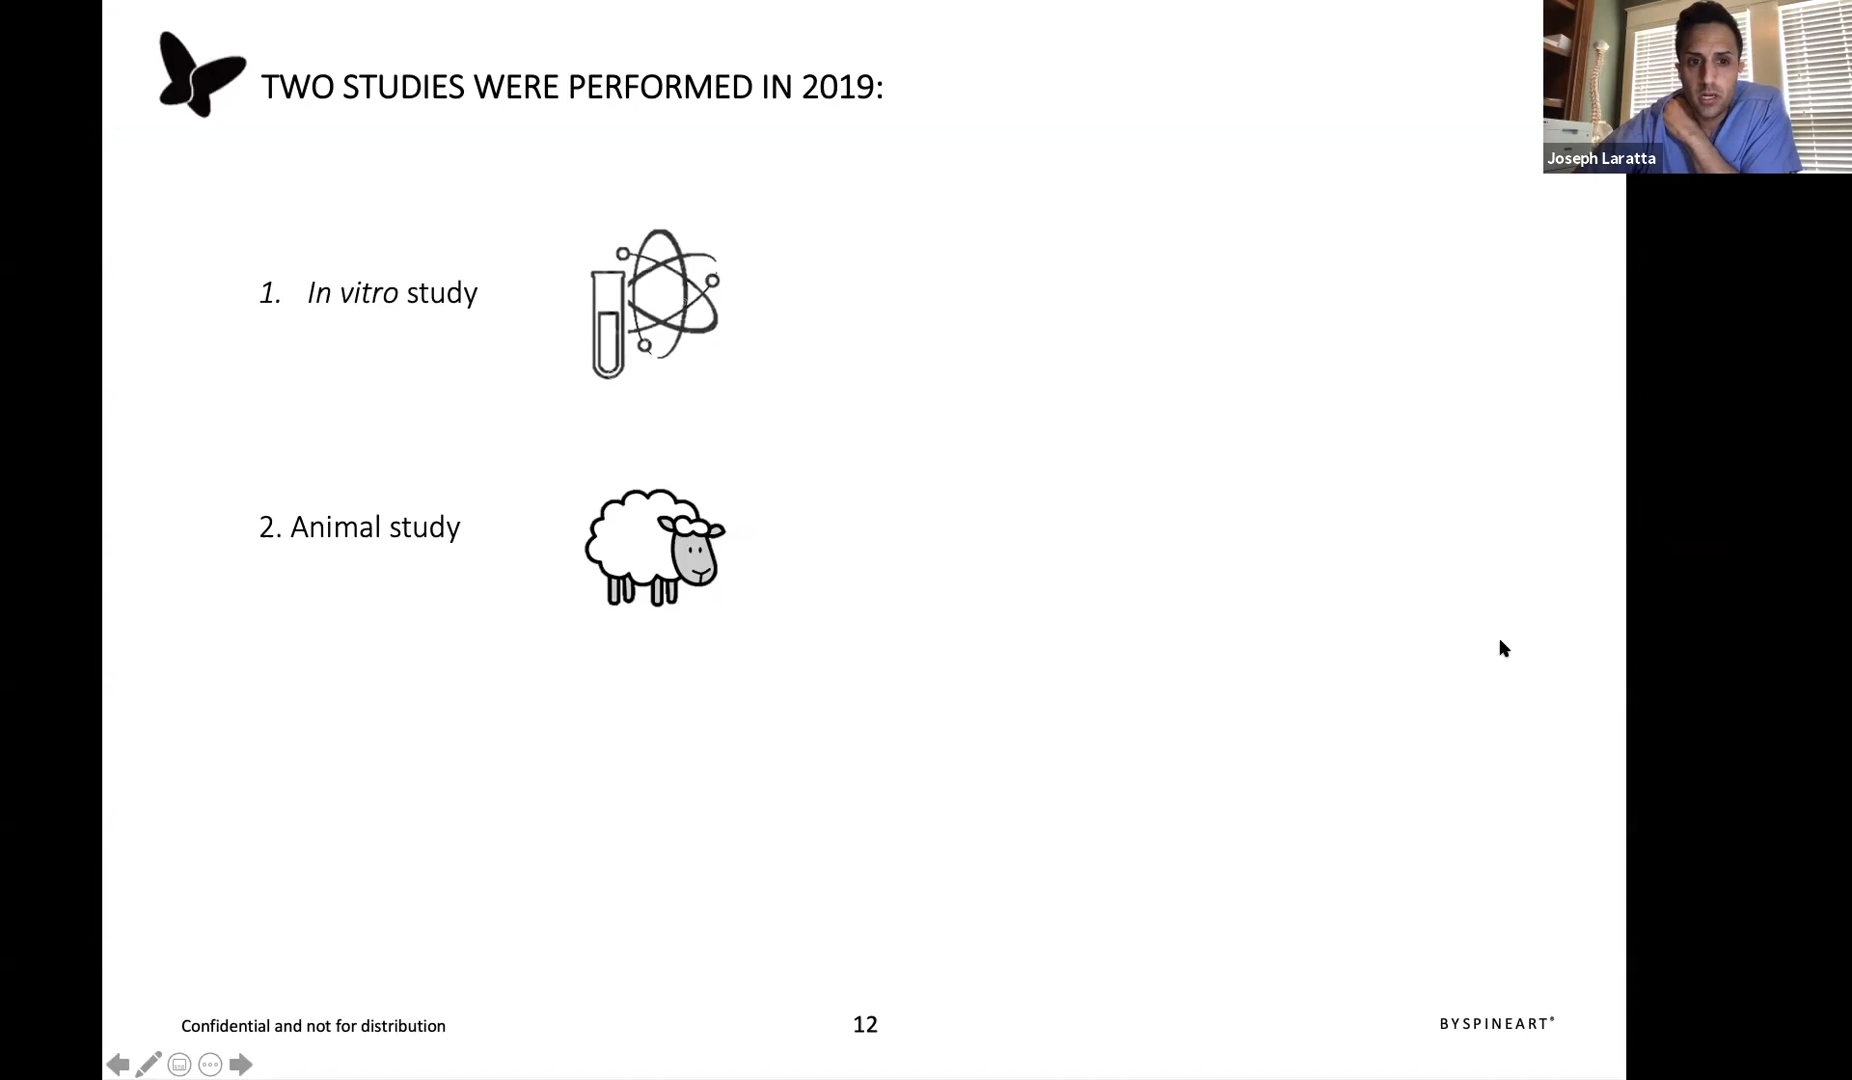 TWO STUDIES WERE PERFORMED IN 2019:
Joseph Laratta
1. In vitro study
2. Animal study
Confidential and not for distribution
12
BYSPINEART®